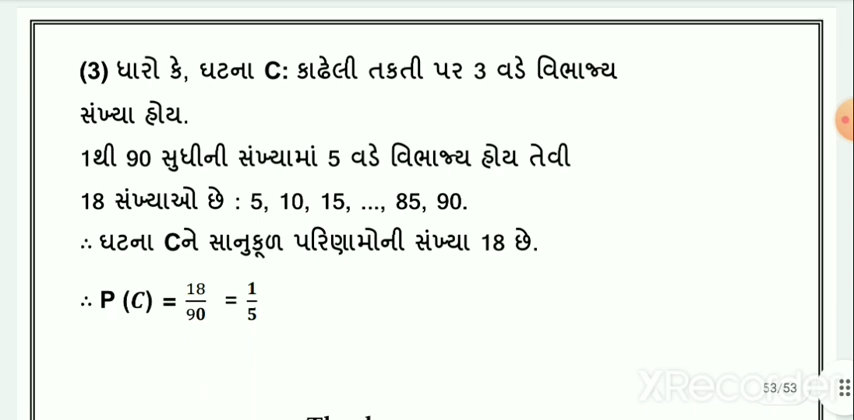 (3) ધારો કે, ઘટના C: કાઢેલી તકતી પર 3 વડે વિભાજ્ય
સંખ્યા હોય.
1થી 90 સુધીની સંખ્યામાં 5 વડે વિભાજ્ય હોય તેવી
18 સંખ્યાઓ છે : 5, 10, 15, ..., 85, 90.
∴ ઘટના Cને સાનુકૂળ પરિણામોની સંખ્યા 18 છે.
∴ P (C) = 18/90 = 1/5
XRecorder
53/53